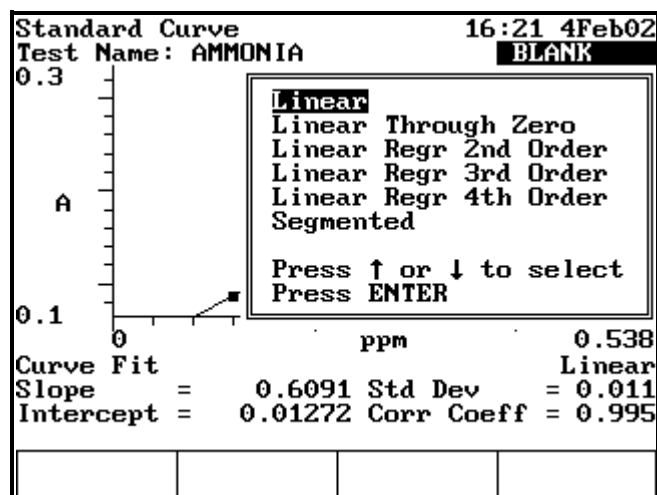 Standard Curve 16:21 4Feb02
Test Name: AMMONIA BLANK
0.3
Linear
Linear Through Zero
Linear Regr 2nd Order
Linear Regr 3rd Order
Linear Regr 4th Order
Segmented
Press ↑ or ↓ to select
Press ENTER
A
0.1
0 ppm 0.538
Curve Fit Linear
Slope = 0.6091 Std Dev = 0.011
Intercept = 0.01272 Corr Coeff = 0.995